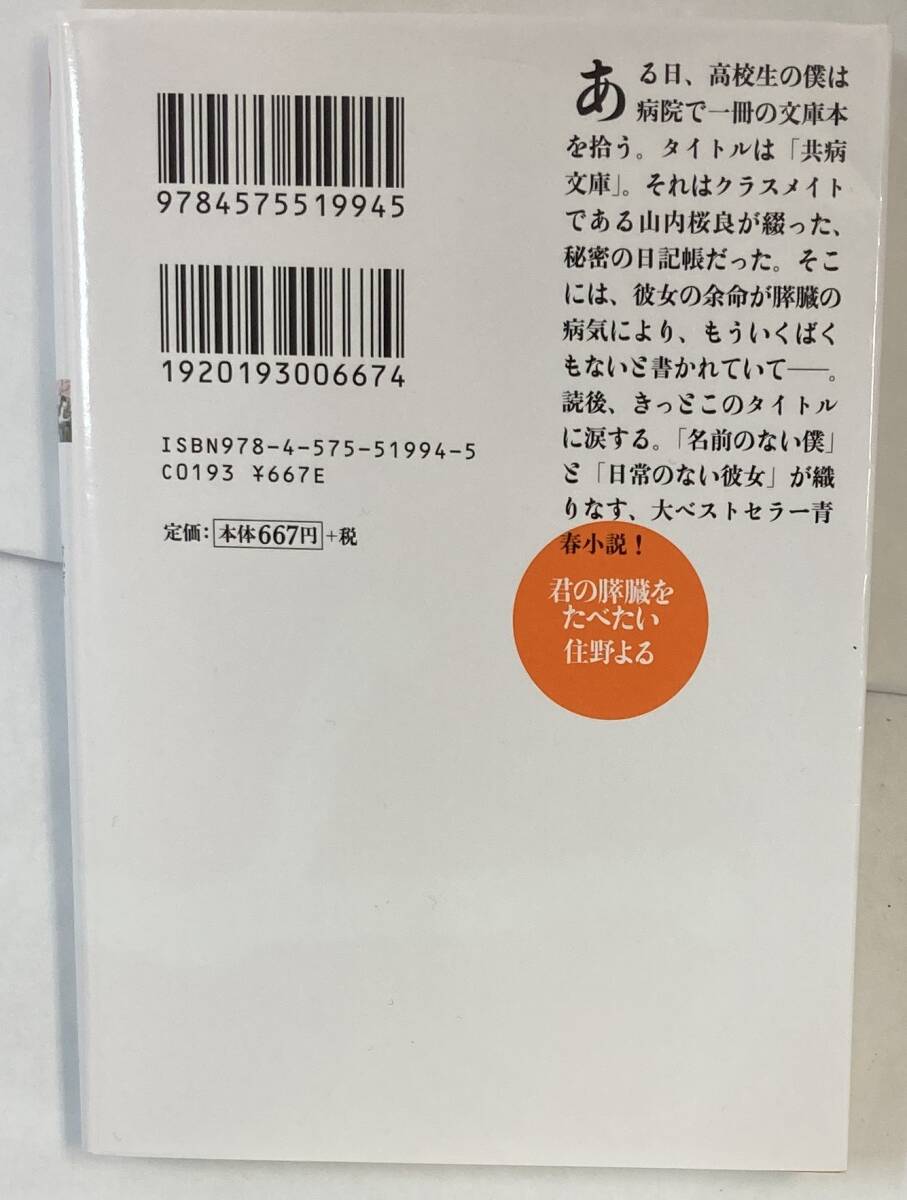 9784575519945
1920193006674
ISBN978-4-575-51994-5
C0193 ¥667E
定価：本体667円+税
ある日、高校生の僕は
病院で一冊の文庫本
を拾う。タイトルは「共病
文庫」。それはクラスメイト
である山内桜良が綴った、
秘密の日記帳だった。そこ
には、彼女の余命が膵臓の
病気により、もういくばく
もないと書かれていて――。
読後、きっとこのタイトル
に涙する。「名前のない僕」
と「日常のない彼女」が織
りなす、大ベストセラー青
春小説！
君の膵臓を
たべたい
住野よる